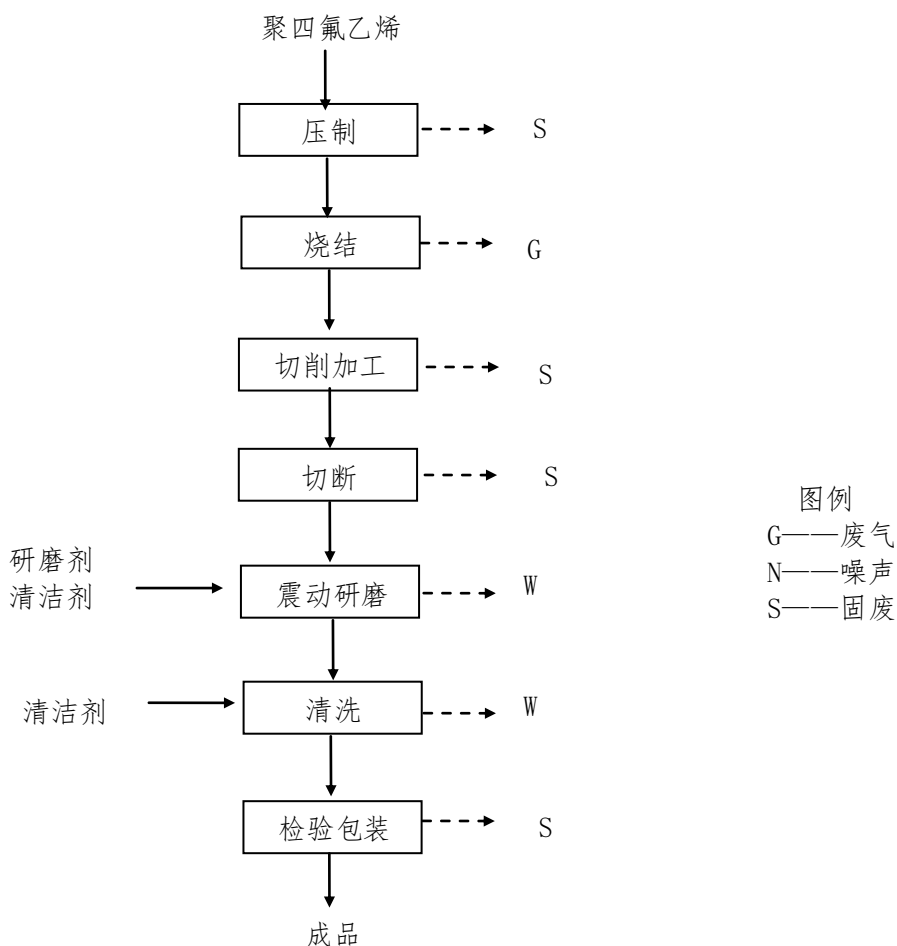 聚四氟乙烯
压制
S
烧结
G
切削加工
S
切断
S
研磨剂
清洁剂
震动研磨
W
清洁剂
清洗
W
检验包装
S
成品
图例
G——废气
N——噪声
S——固废